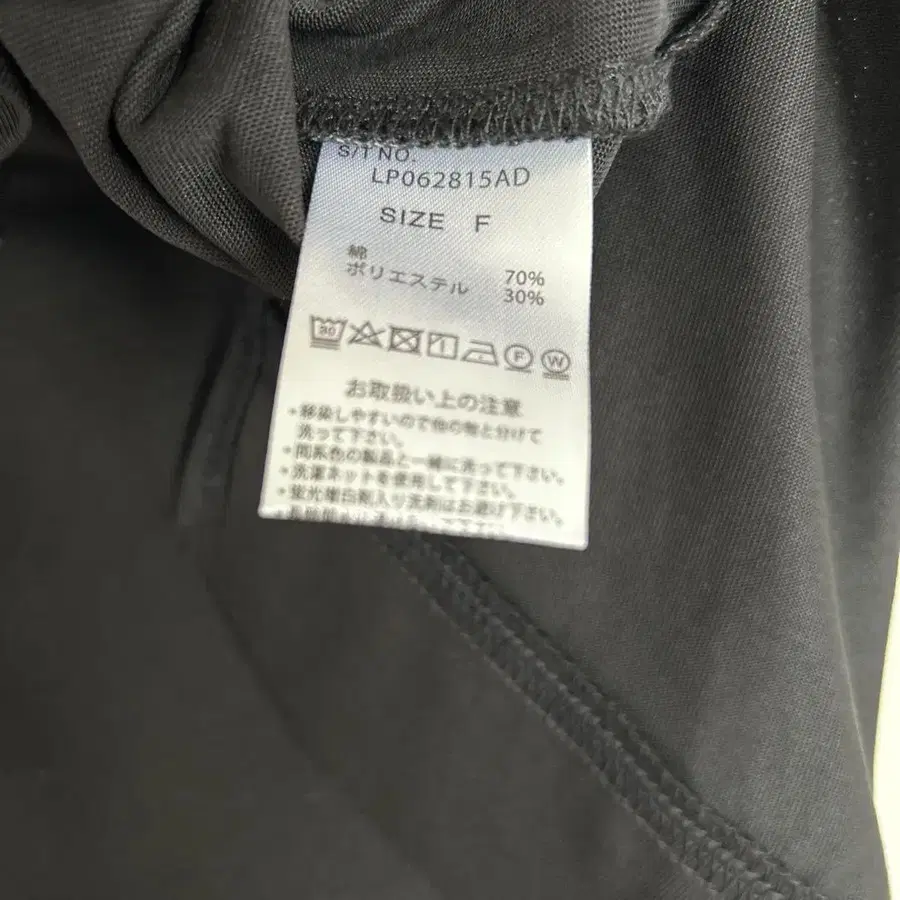 S/T NO.
LP062815AD
SIZE F
綿 70%
ポリエステル 30%
30
F W
お取扱い上の注意
・移染しやすいので他の物と分けて
洗って下さい。
・同系色の製品と一緒に洗って下さい。
・洗濯ネットを使用して下さい。
・蛍光増白剤入り洗剤はお避け下さい。